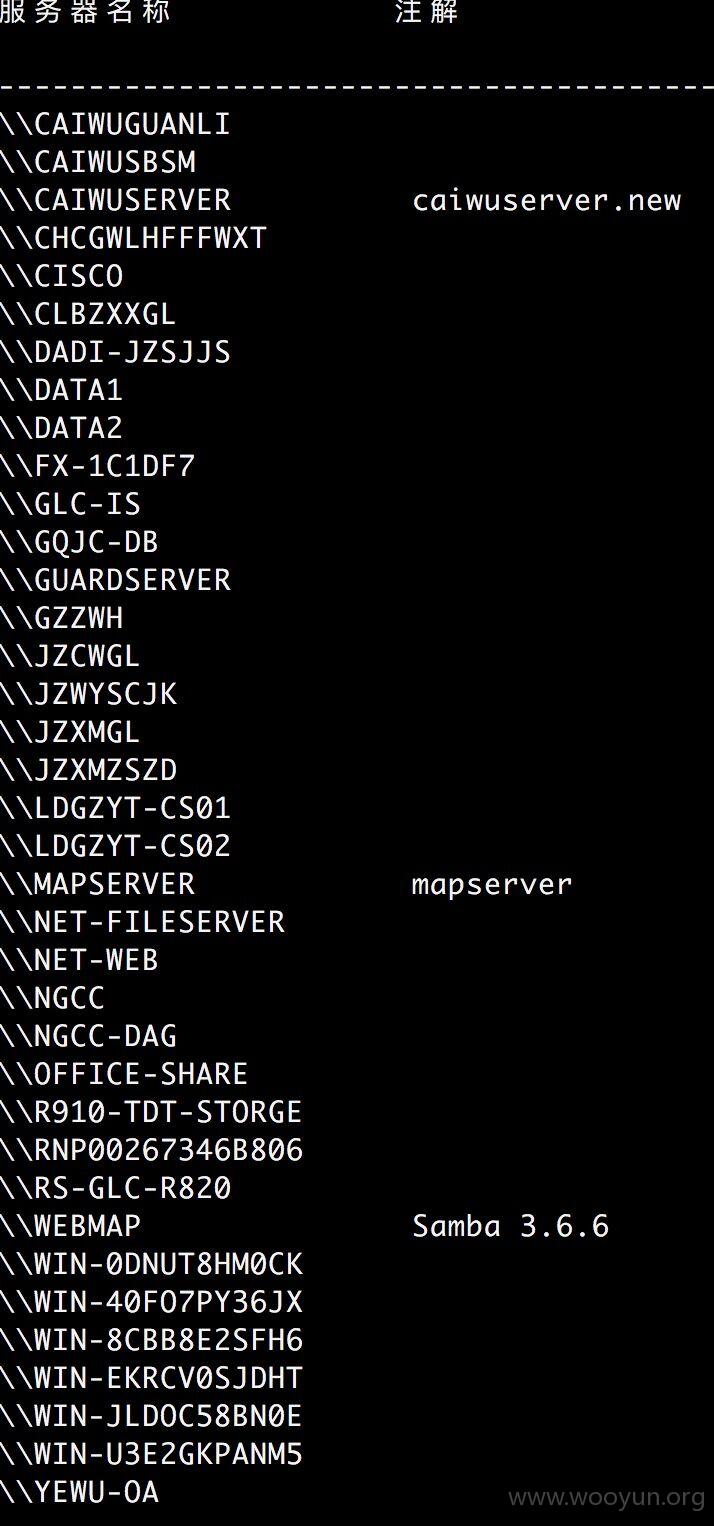 服务器名称 注解
----------------------------------------
\\CAIWUGUANLI
\\CAIWUSBSM
\\CAIWUSERVER caiwuserver.new
\\CHCGWLHFFFWXT
\\CISCO
\\CLBZXXGL
\\DADI-JZSJJS
\\DATA1
\\DATA2
\\FX-1C1DF7
\\GLC-IS
\\GQJC-DB
\\GUARDSERVER
\\GZZWH
\\JZCWGL
\\JZWYSCJK
\\JZXMGL
\\JZXMZSZD
\\LDGZYT-CS01
\\LDGZYT-CS02
\\MAPSERVER mapserver
\\NET-FILESERVER
\\NET-WEB
\\NGCC
\\NGCC-DAG
\\OFFICE-SHARE
\\R910-TDT-STORGE
\\RNP00267346B806
\\RS-GLC-R820
\\WEBMAP Samba 3.6.6
\\WIN-0DNUT8HM0CK
\\WIN-40FO7PY36JX
\\WIN-8CBB8E2SFH6
\\WIN-EKRCV0SJDHT
\\WIN-JLDOC58BN0E
\\WIN-U3E2GKPANM5
\\YEWU-OA
www.wooyun.org